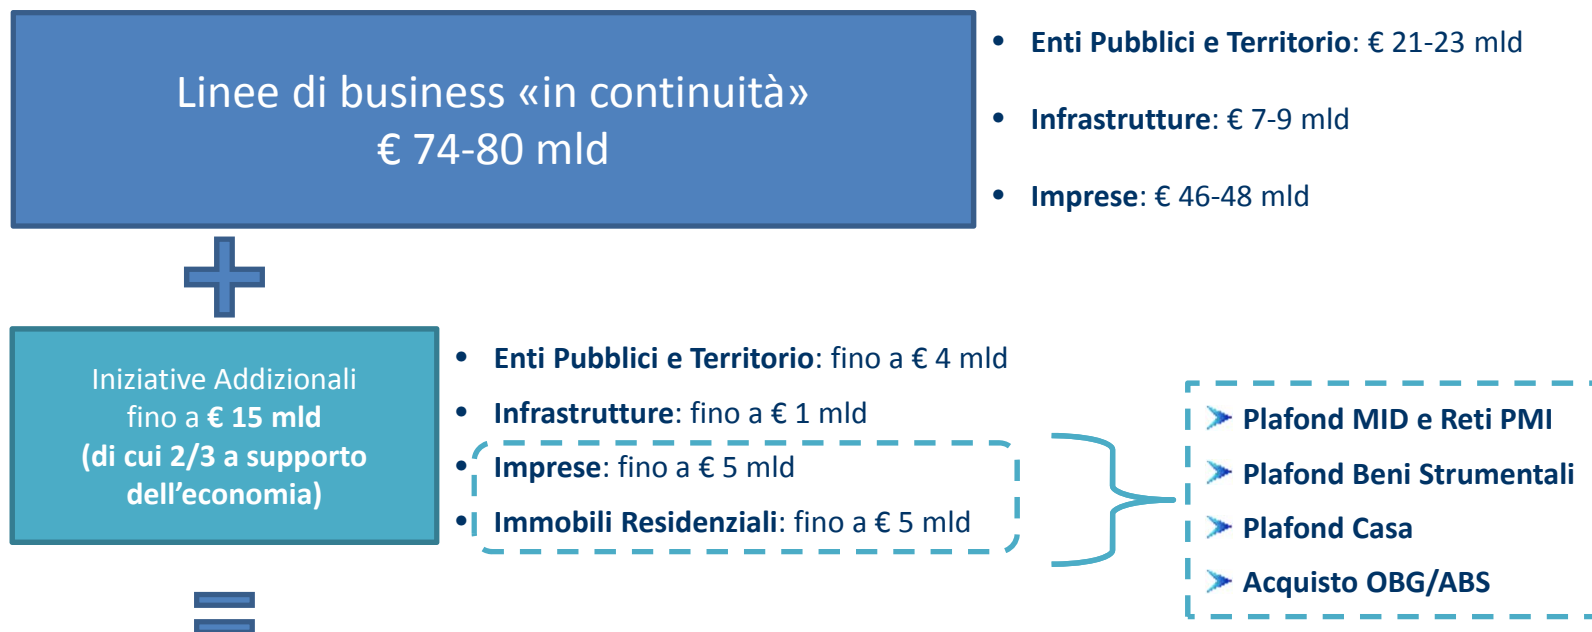 Linee di business «in continuità»
€ 74-80 mld
• Enti Pubblici e Territorio: € 21-23 mld
• Infrastrutture: € 7-9 mld
• Imprese: € 46-48 mld
Iniziative Addizionali
fino a € 15 mld
(di cui 2/3 a supporto
dell’economia)
• Enti Pubblici e Territorio: fino a € 4 mld
• Infrastrutture: fino a € 1 mld
• Imprese: fino a € 5 mld
• Immobili Residenziali: fino a € 5 mld
➤ Plafond MID e Reti PMI
➤ Plafond Beni Strumentali
➤ Plafond Casa
➤ Acquisto OBG/ABS